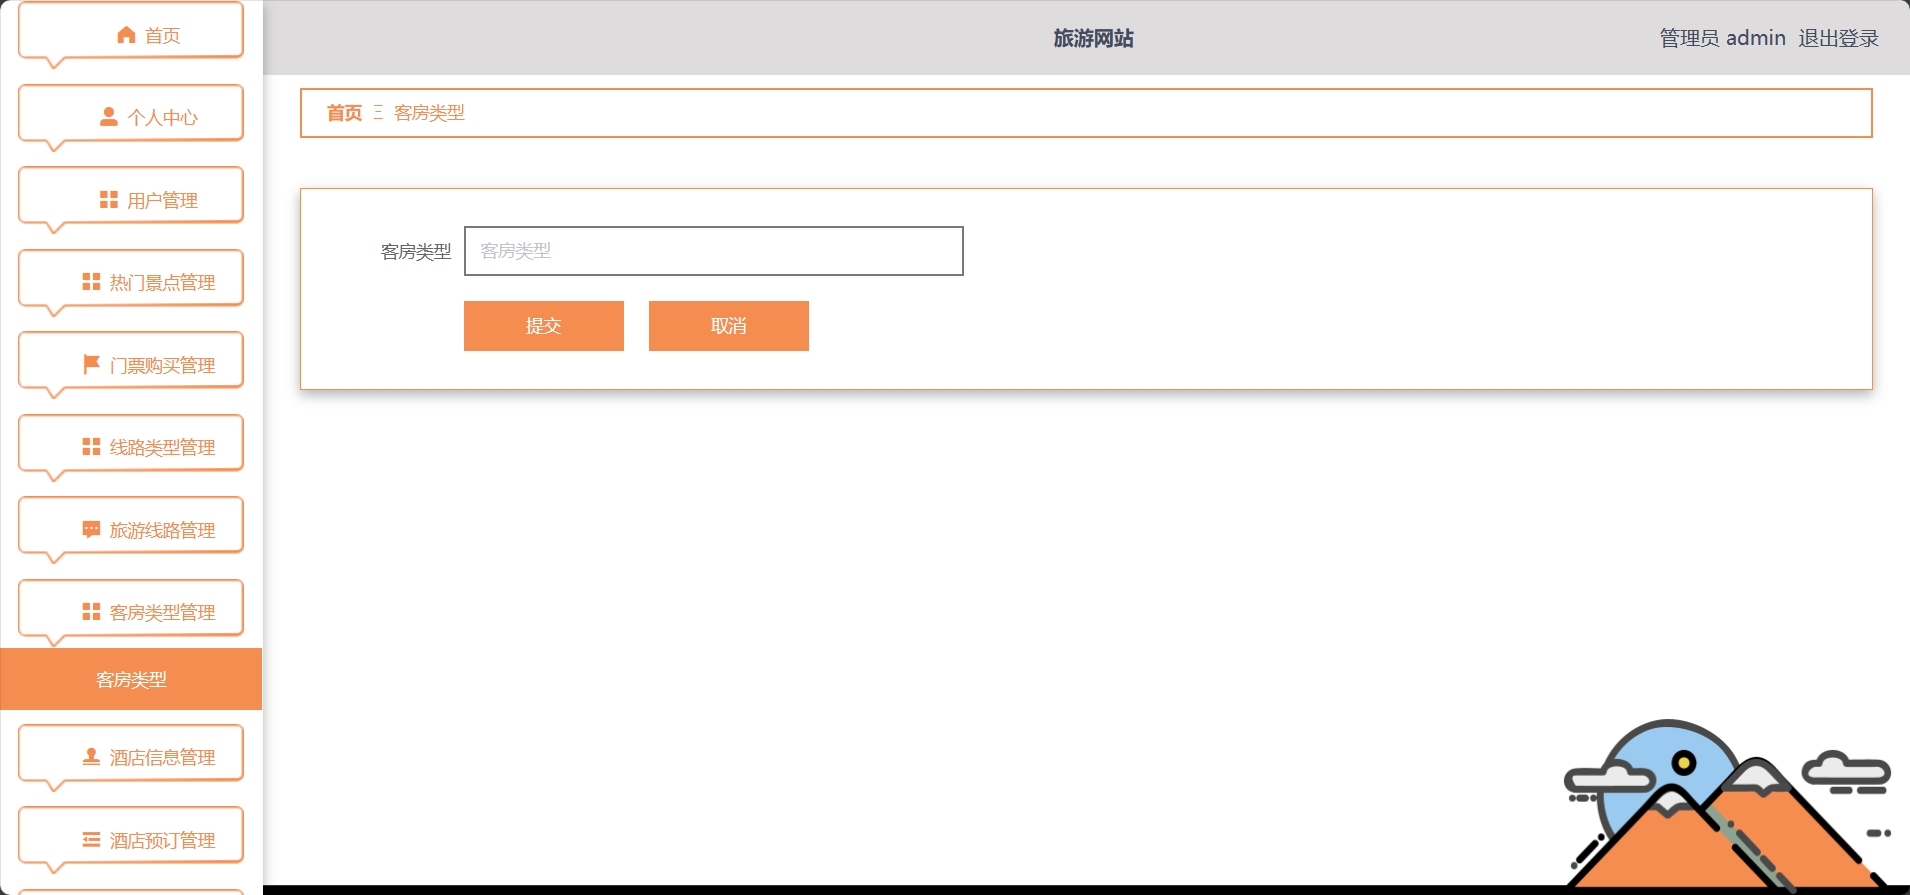 旅游网站
管理员 admin 退出登录
首页
个人中心
用户管理
热门景点管理
门票购买管理
线路类型管理
旅游线路管理
客房类型管理
客房类型
酒店信息管理
酒店预订管理
首页 Ξ 客房类型
客房类型 客房类型
提交 取消